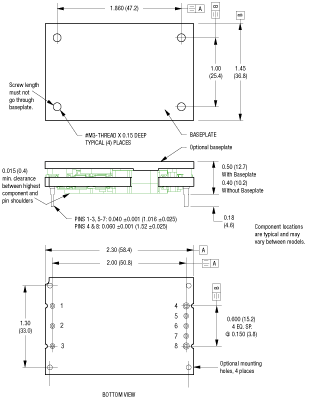 1.860 (47.2)
A
B
B
1.00
(25.4)
1.45
(36.8)
Screw length
must not
go through
baseplate.
#M3-THREAD X 0.15 DEEP
TYPICAL (4) PLACES
BASEPLATE
Optional baseplate
0.015 (0.4)
min. clearance
between highest
component and
pin shoulders
0.50 (12.7)
With Baseplate
0.40 (10.2)
Without Baseplate
PINS 1-3, 5-7: 0.040 ±0.001 (1.016 ±0.025)
PINS 4 & 8: 0.060 ±0.001 (1.52 ±0.025)
0.18
(4.6)
Component locations
are typical and may
vary between models.
2.30 (58.4)
A
2.00 (50.8)
A
B
1.30
(33.0)
1
2
3
4
5
6
7
8
0.600 (15.2)
4 EQ. SP.
@ 0.150 (3.8)
Optional mounting
holes, 4 places
BOTTOM VIEW